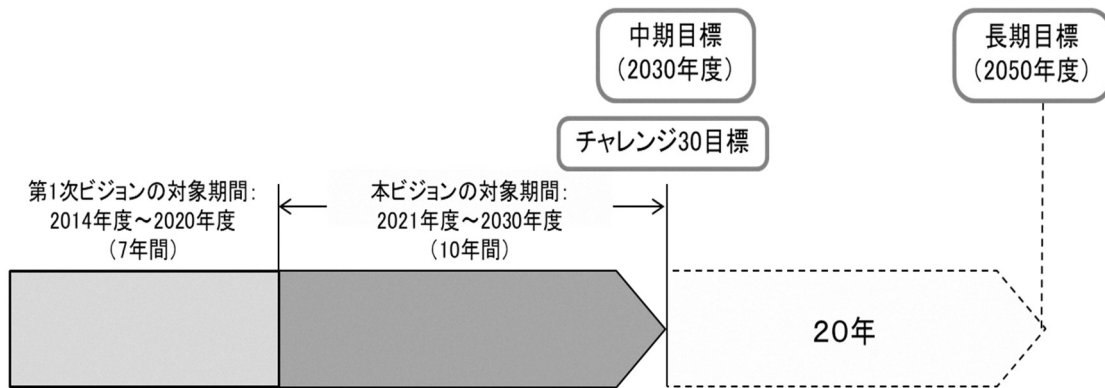 中期目標
（2030年度）
長期目標
（2050年度）
チャレンジ30目標
第1次ビジョンの対象期間：
2014年度～2020年度
（7年間）
本ビジョンの対象期間：
2021年度～2030年度
（10年間）
20年